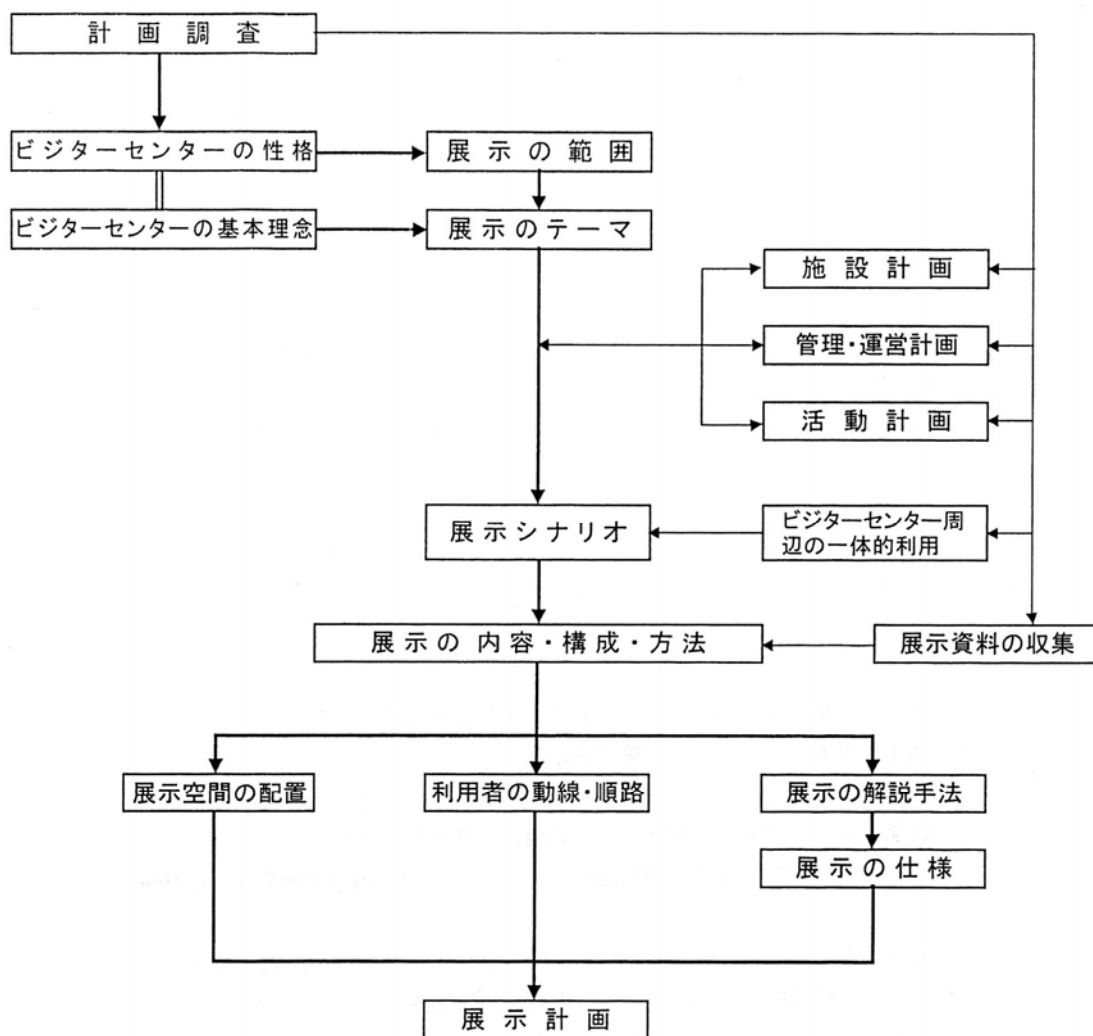 計画調査
ビジターセンターの性格
展示の範囲
ビジターセンターの基本理念
展示のテーマ
施設計画
管理・運営計画
活動計画
展示シナリオ
ビジターセンター周
辺の一体的利用
展示の内容・構成・方法
展示資料の収集
展示空間の配置
利用者の動線・順路
展示の解説手法
展示の仕様
展示計画